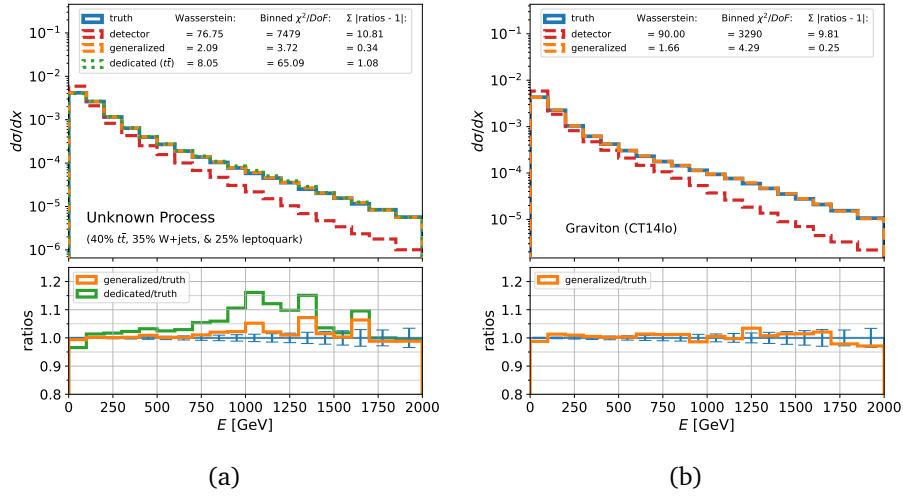 truth Wasserstein: Binned χ²/DoF: Σ |ratios - 1|:
detector = 76.75 = 7479 = 10.81
generalized = 2.09 = 3.72 = 0.34
dedicated (tt̄) = 8.05 = 65.09 = 1.08
10⁻¹
10⁻²
10⁻³
10⁻⁴
10⁻⁵
10⁻⁶
dσ/dx
Unknown Process
(40% tt̄, 35% W+jets, & 25% leptoquark)
generalized/truth
dedicated/truth
1.2
1.1
1.0
0.9
0.8
ratios
0 250 500 750 1000 1250 1500 1750 2000
E [GeV]
(a)
truth Wasserstein: Binned χ²/DoF: Σ |ratios - 1|:
detector = 90.00 = 3290 = 9.81
generalized = 1.66 = 4.29 = 0.25
10⁻¹
10⁻²
10⁻³
10⁻⁴
10⁻⁵
dσ/dx
Graviton (CT14lo)
generalized/truth
1.2
1.1
1.0
0.9
0.8
ratios
0 250 500 750 1000 1250 1500 1750 2000
E [GeV]
(b)